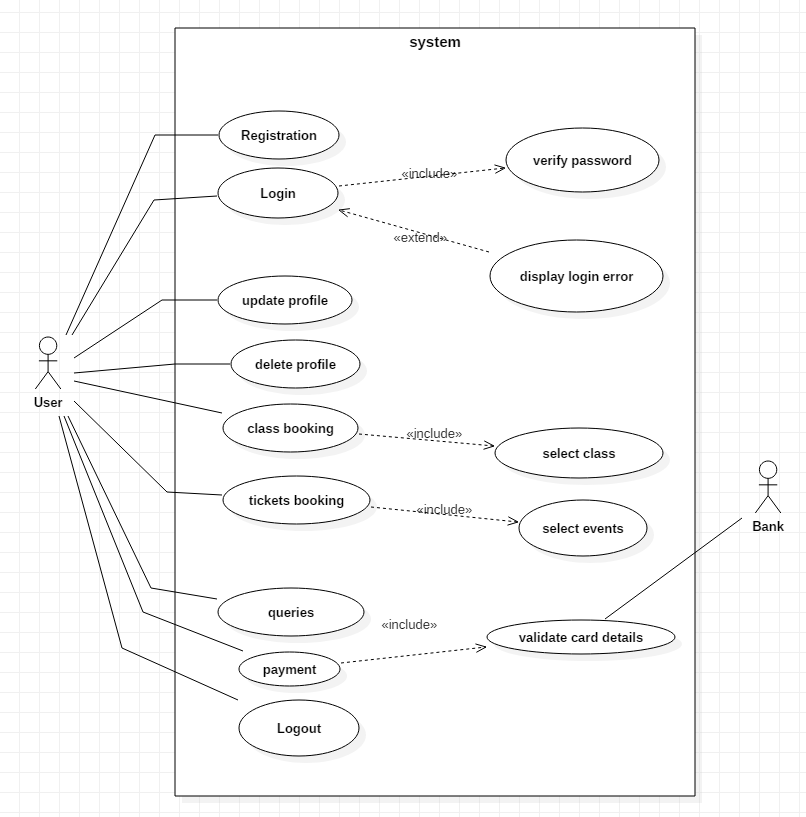 system
Registration
«include»
verify password
Login
«extend»
display login error
update profile
delete profile
User
class booking
«include»
select class
tickets booking
«include»
select events
Bank
queries
«include»
validate card details
payment
Logout